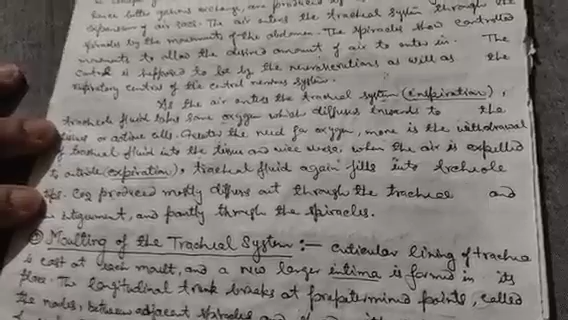 hence better gaseous exchange, are produced by
expansion of air sacs. The air enters the tracheal system through the
spiracles by the movements of the abdomen. The spiracles show controlled
movements to allow the desired amount of air to enter in. The
control is supposed to be by the as well as the
respiratory centres of the central nervous system.
As the air enters the tracheal system (inspiration),
tracheole fluid takes some oxygen which diffuses inwards to the
tissues or active cells. Greater the need for oxygen, more is the withdrawal
of tracheal fluid into the tissue and vice versa, when the air is expelled
to outside (expiration), tracheal fluid again fills into tracheole
tips. CO2 produced mostly diffuses out through the tracheae and
integument, and partly through the spiracles.
Moulting of the Tracheal System :— cuticular lining of trachea
is cast at each moult, and a new larger intima is formed in its
place. The longitudinal trunk breaks at predetermined points, called
the nodes, between adjacent spiracles and